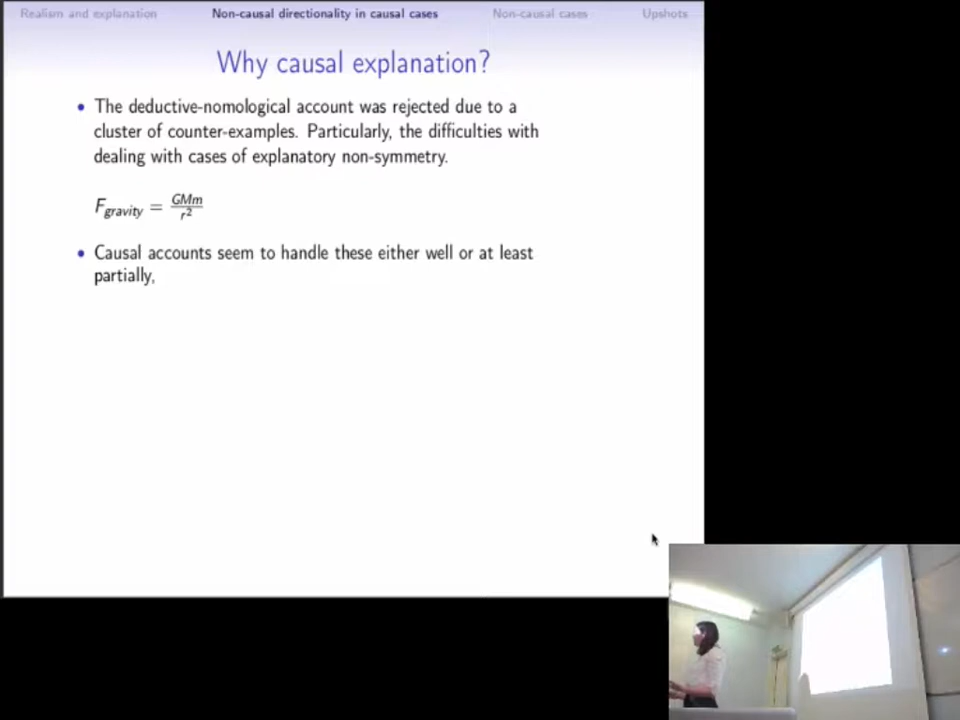 Realism and explanation Non-causal directionality in causal cases Non-causal cases Upshots
Why causal explanation?
• The deductive-nomological account was rejected due to a
cluster of counter-examples. Particularly, the difficulties with
dealing with cases of explanatory non-symmetry.
F_gravity = GMm / r²
• Causal accounts seem to handle these either well or at least
partially,